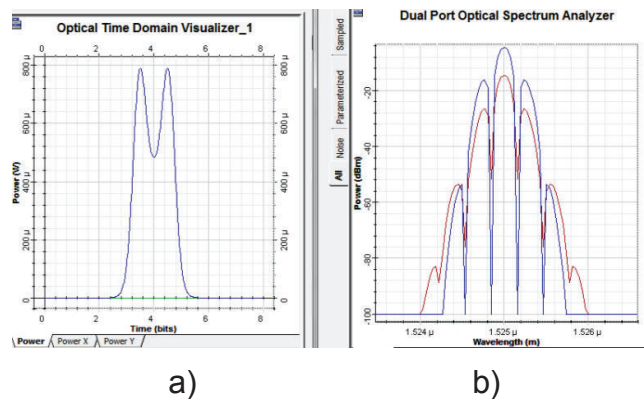 Optical Time Domain Visualizer_1
0 2 4 6 8
800 µ
600 µ
400 µ
200 µ
0
Power (W)
800 µ
600 µ
400 µ
200 µ
0
0 2 4 6 8
Time (bits)
Power Power X Power Y
Sampled
Parameterized
Noise
All
Dual Port Optical Spectrum Analyzer
-20
-40
-60
-80
-100
Power (dBm)
1.524 µ 1.525 µ 1.526 µ
Wavelength (m)
a) b)